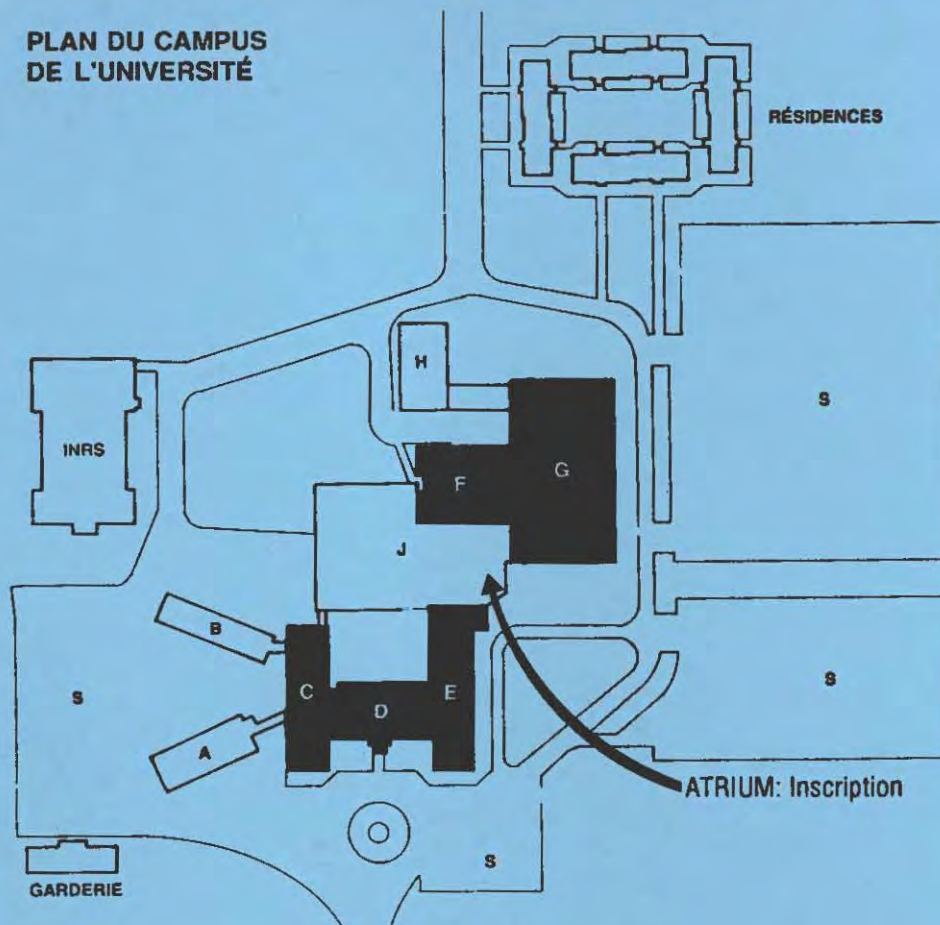 PLAN DU CAMPUS
DE L'UNIVERSITÉ
RÉSIDENCES
H
S
INRS
F
G
J
B
C
E
S
S
D
A
ATRIUM: Inscription
S
GARDERIE